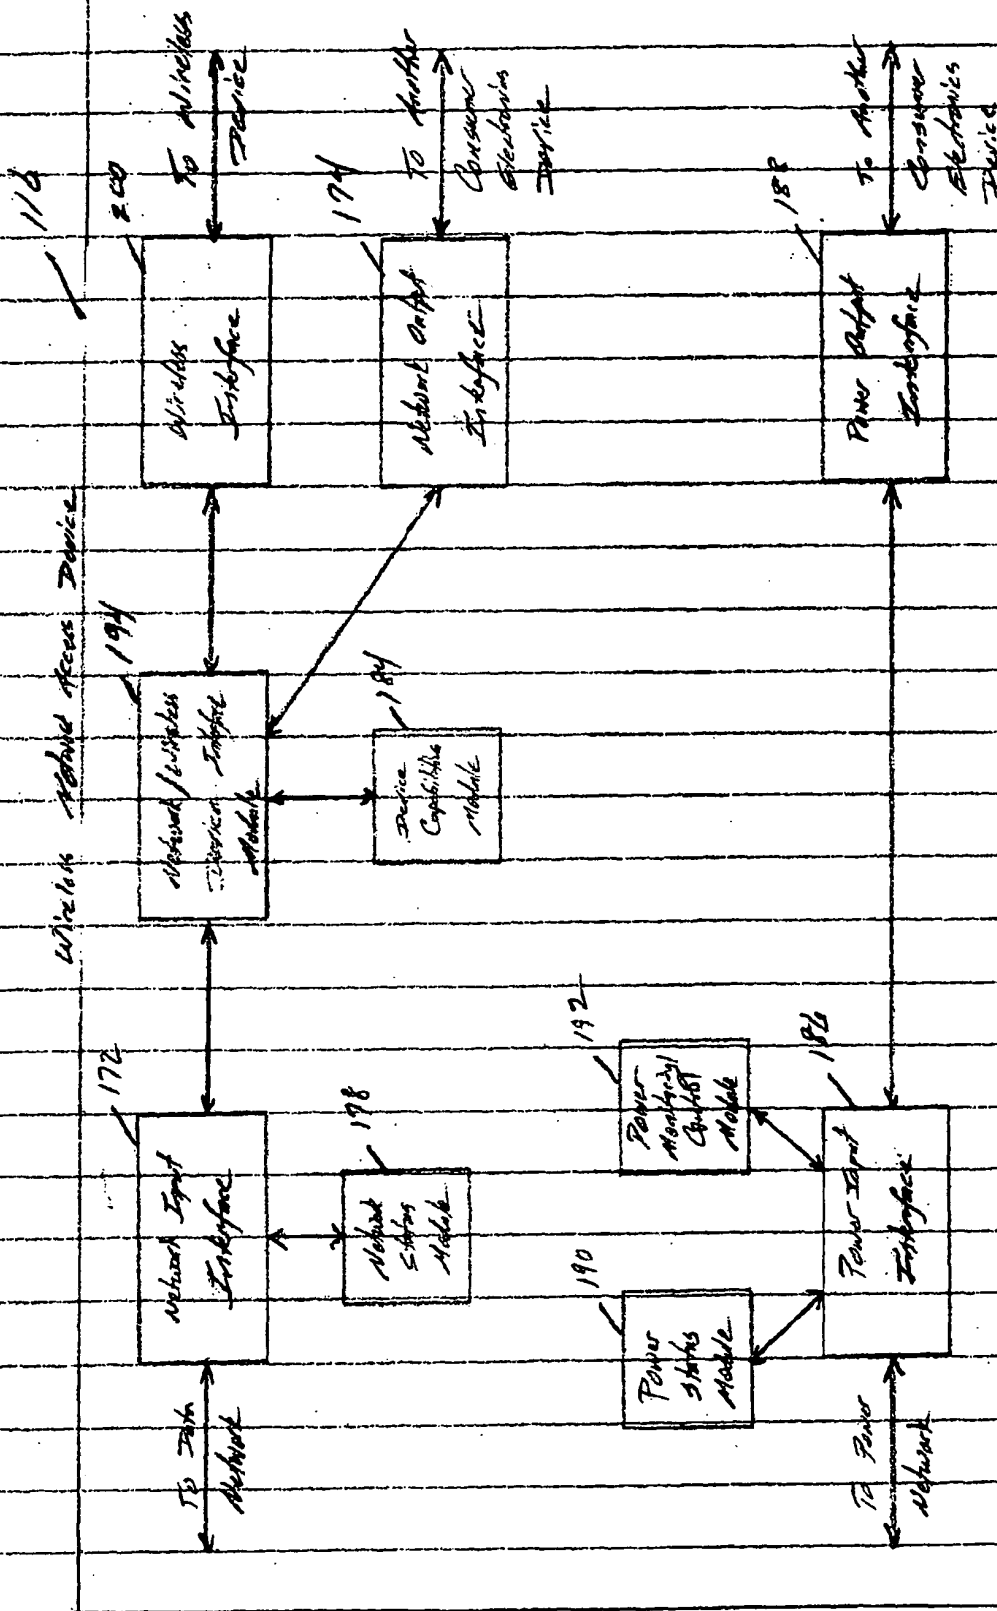 116
Wireless Network Access Device
172
Network Input
Interface
To Data
Network
178
Network
Status
Module
194
Network/Wireless
Device Interface
Module
184
Device
Capabilities
Module
200
Wireless
Interface
To Wireless
Device
174
Network Output
Interface
To Another
Consumer
Electronics
Device
190
Power
Status
Module
192
Power
Monitoring/
Control
Module
186
Power Input
Interface
To Power
Network
188
Power Output
Interface
To Another
Consumer
Electronics
Device